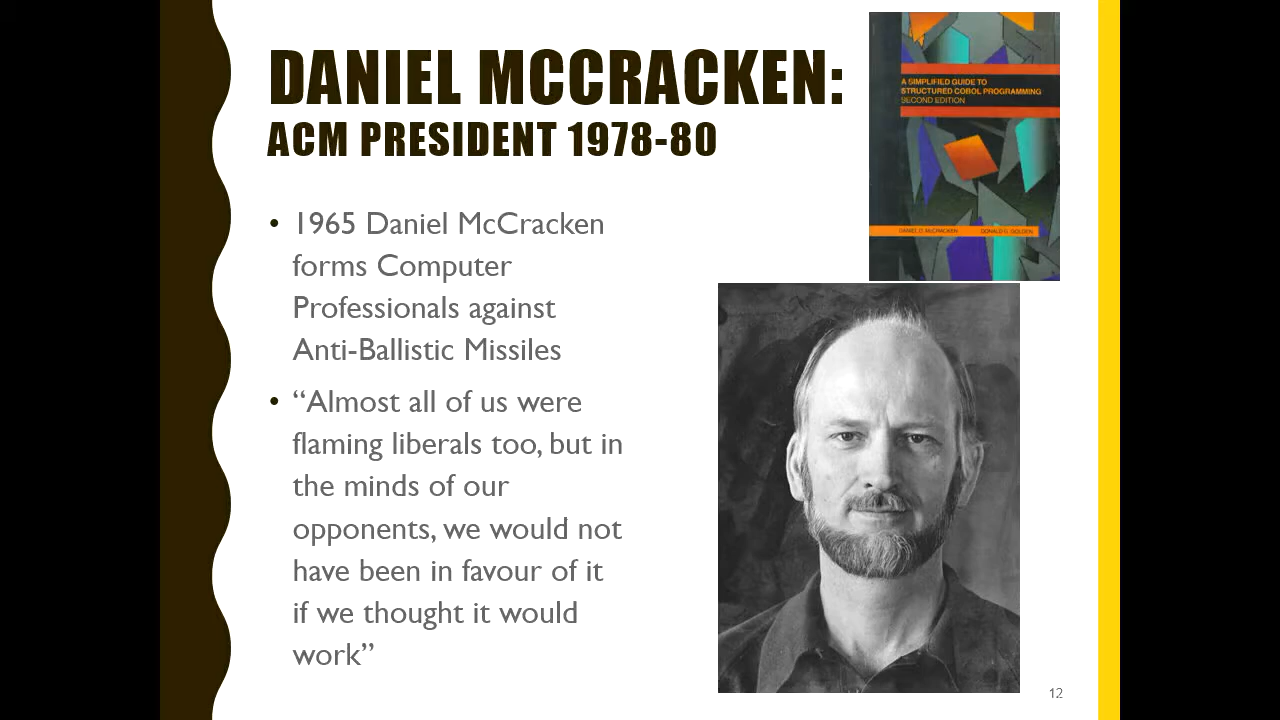 DANIEL MCCRACKEN:
ACM PRESIDENT 1978-80
• 1965 Daniel McCracken
forms Computer
Professionals against
Anti-Ballistic Missiles
• “Almost all of us were
flaming liberals too, but in
the minds of our
opponents, we would not
have been in favour of it
if we thought it would
work”
A SIMPLIFIED GUIDE TO
STRUCTURED COBOL PROGRAMMING
SECOND EDITION
DANIEL D. MCCRACKEN DONALD G. GOLDEN
12